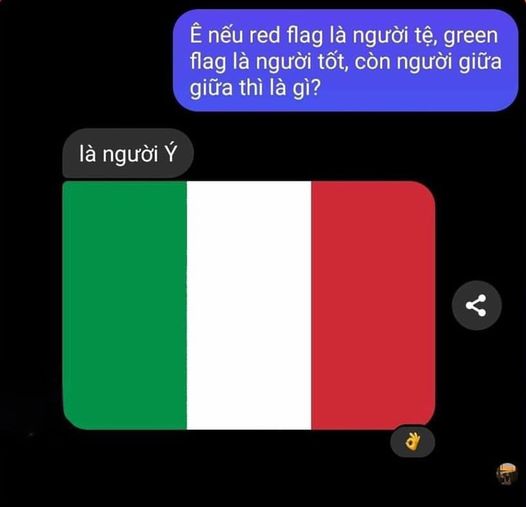 Ê nếu red flag là người tệ, green
flag là người tốt, còn người giữa
giữa thì là gì?
là người Ý